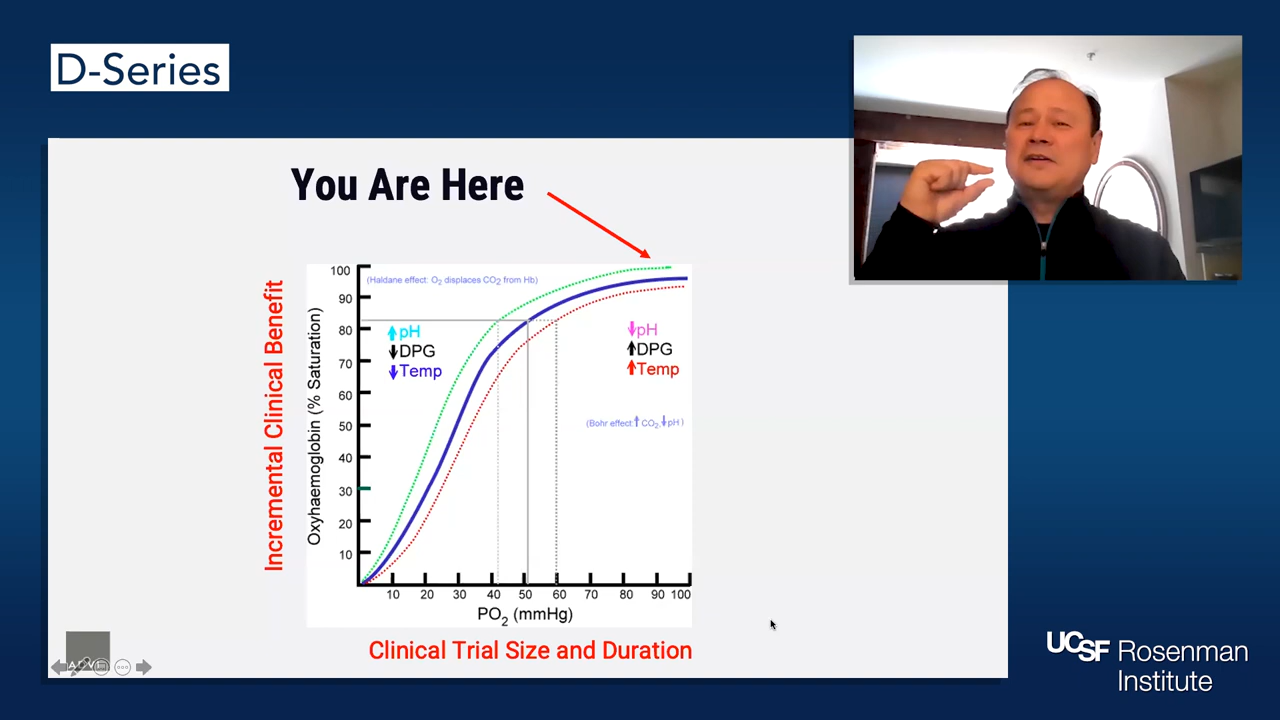 D-Series
You Are Here
Incremental Clinical Benefit
Oxyhaemoglobin (% Saturation)
100
90
80
70
60
50
40
30
20
10
(Haldane effect: O₂ displaces CO₂ from Hb)
↑pH
↓DPG
↓Temp
↓pH
↑DPG
↑Temp
(Bohr effect:↑CO₂,↓pH)
10 20 30 40 50 60 70 80 90 100
PO₂ (mmHg)
Clinical Trial Size and Duration
UCSF Rosenman
Institute